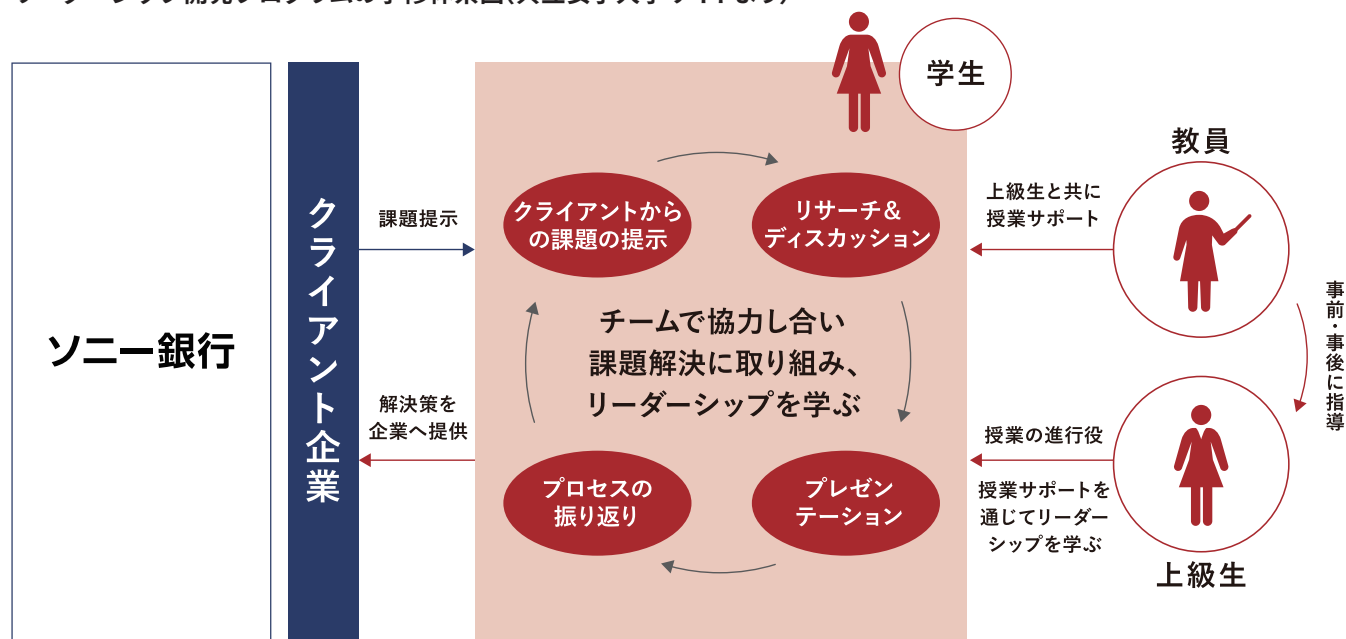 学生
教員
ソニー銀行
クライアント企業
課題提示
解決策を
企業へ提供
クライアントから
の課題の提示
リサーチ＆
ディスカッション
チームで協力し合い
課題解決に取り組み、
リーダーシップを学ぶ
プロセスの
振り返り
プレゼン
テーション
上級生と共に
授業サポート
事前・事後に指導
授業の進行役
授業サポートを
通じてリーダー
シップを学ぶ
上級生